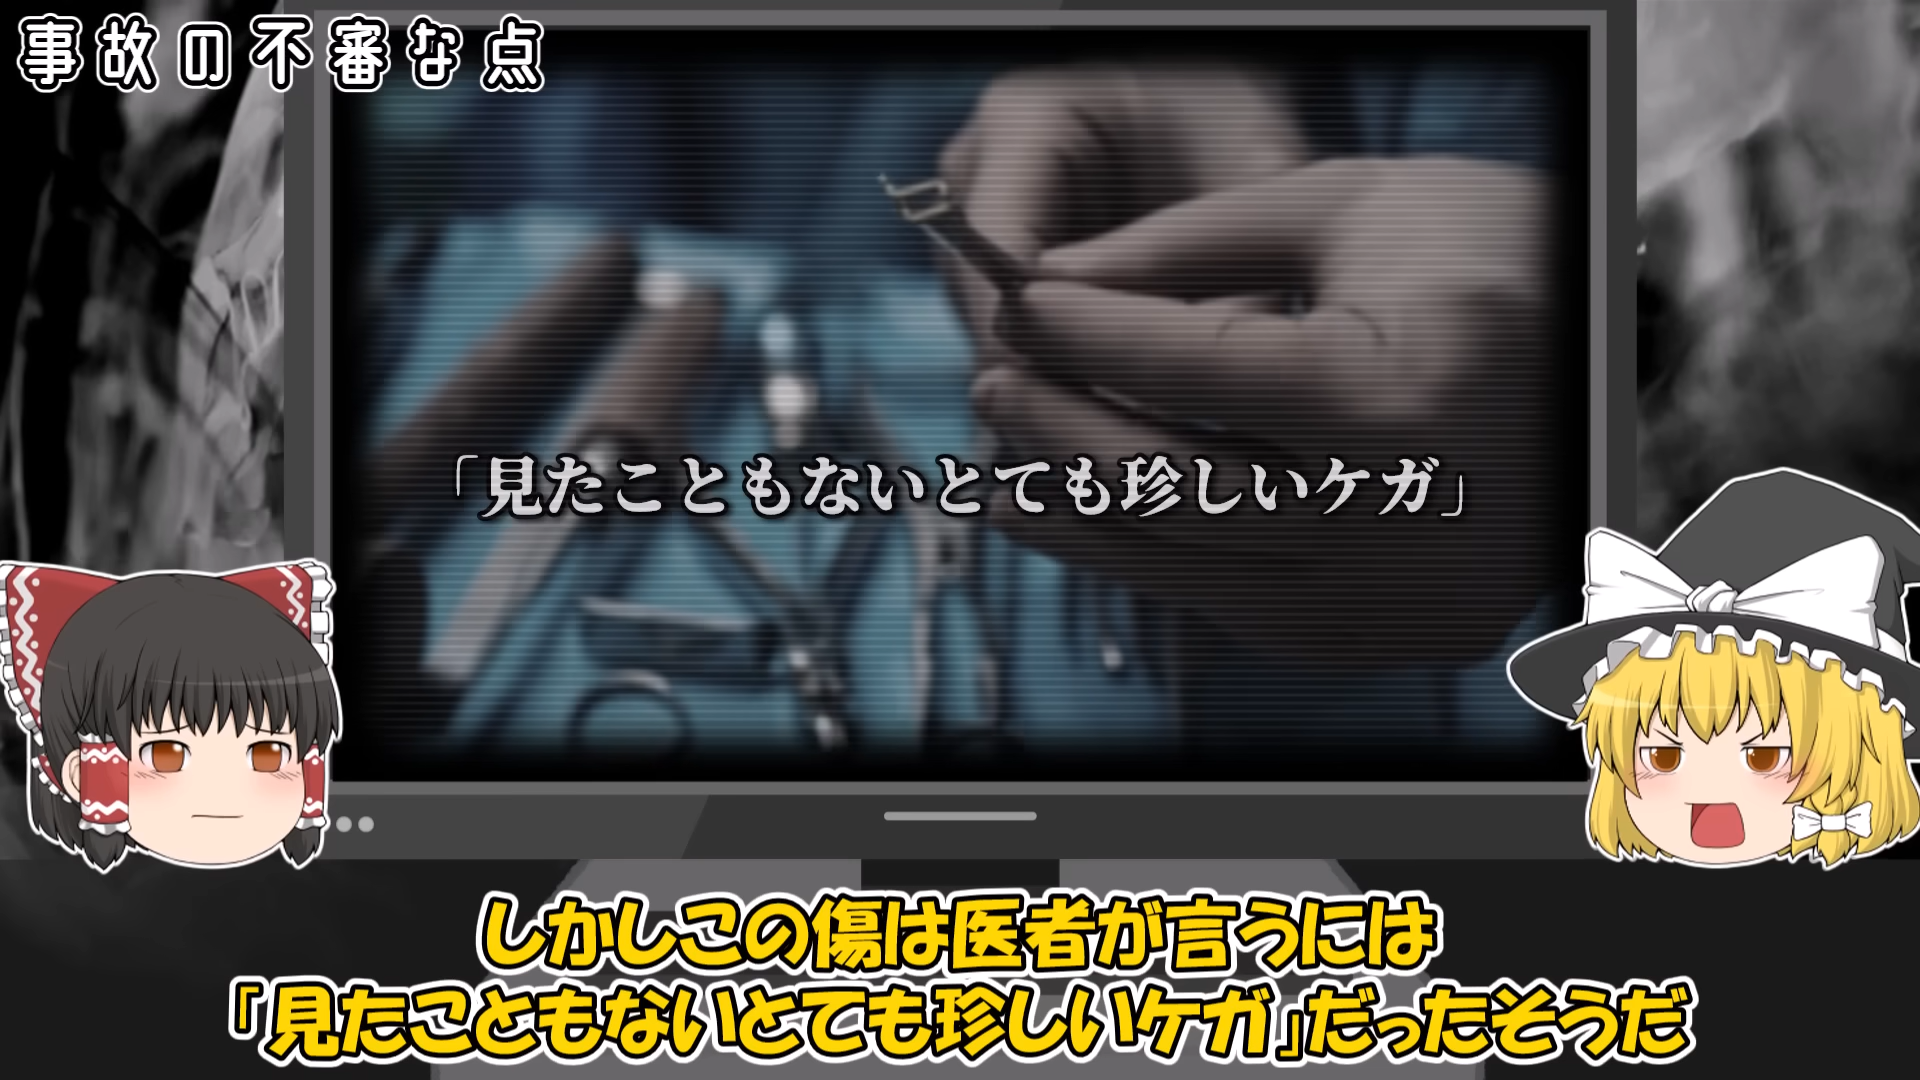 事故の不審な点
「見たこともないとても珍しいケガ」
しかしこの傷は医者が言うには
「見たこともないとても珍しいケガ」だったそうだ